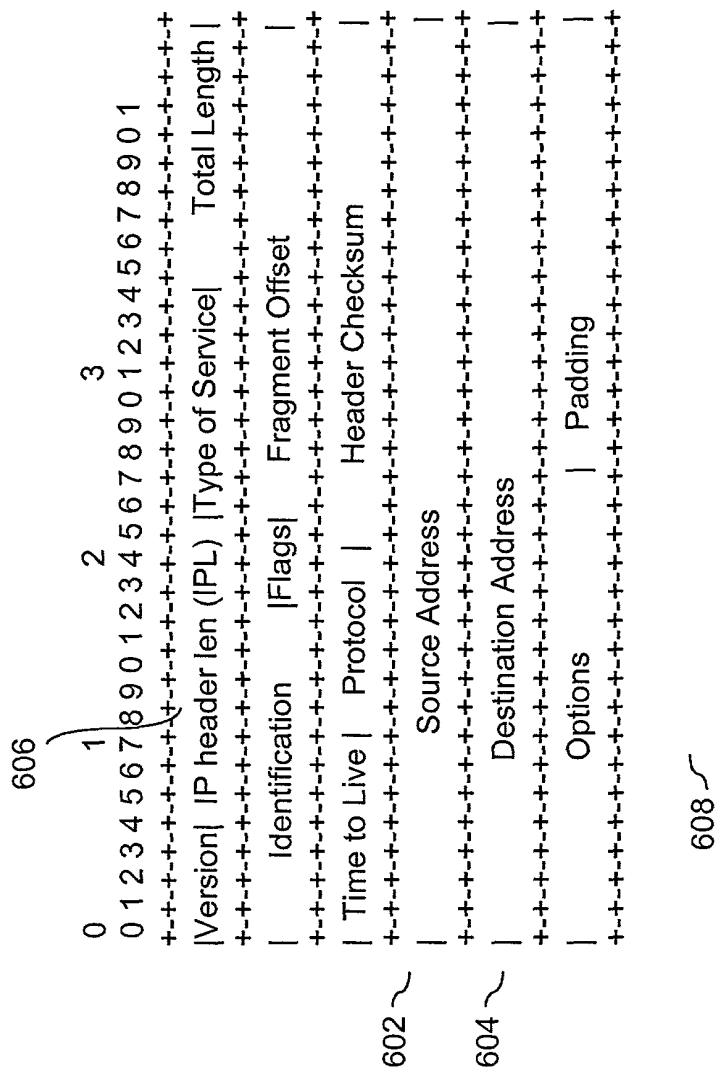 606
0 1 2 3
0 1 2 3 4 5 6 7 8 9 0 1 2 3 4 5 6 7 8 9 0 1 2 3 4 5 6 7 8 9 0 1
+-+-+-+-+-+-+-+-+-+-+-+-+-+-+-+-+-+-+-+-+-+-+-+-+-+-+-+-+-+-+-+-+
|Version| IP header len (IPL) |Type of Service| Total Length |
+-+-+-+-+-+-+-+-+-+-+-+-+-+-+-+-+-+-+-+-+-+-+-+-+-+-+-+-+-+-+-+-+
| Identification |Flags| Fragment Offset |
+-+-+-+-+-+-+-+-+-+-+-+-+-+-+-+-+-+-+-+-+-+-+-+-+-+-+-+-+-+-+-+-+
| Time to Live | Protocol | Header Checksum |
+-+-+-+-+-+-+-+-+-+-+-+-+-+-+-+-+-+-+-+-+-+-+-+-+-+-+-+-+-+-+-+-+
602 | Source Address |
+-+-+-+-+-+-+-+-+-+-+-+-+-+-+-+-+-+-+-+-+-+-+-+-+-+-+-+-+-+-+-+-+
604 | Destination Address |
+-+-+-+-+-+-+-+-+-+-+-+-+-+-+-+-+-+-+-+-+-+-+-+-+-+-+-+-+-+-+-+-+
| Options | Padding |
+-+-+-+-+-+-+-+-+-+-+-+-+-+-+-+-+-+-+-+-+-+-+-+-+-+-+-+-+-+-+-+-+
608